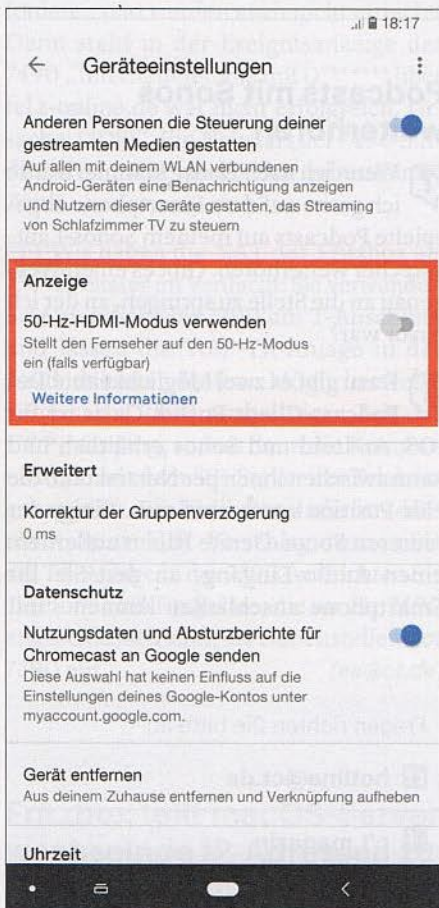 18:17
Geräteeinstellungen
Anderen Personen die Steuerung deiner
gestreamten Medien gestatten
Auf allen mit deinem WLAN verbundenen
Android-Geräten eine Benachrichtigung anzeigen
und Nutzern dieser Geräte gestatten, das Streaming
von Schlafzimmer TV zu steuern
Anzeige
50-Hz-HDMI-Modus verwenden
Stellt den Fernseher auf den 50-Hz-Modus
ein (falls verfügbar)
Weitere Informationen
Erweitert
Korrektur der Gruppenverzögerung
0 ms
Datenschutz
Nutzungsdaten und Absturzberichte für
Chromecast an Google senden
Diese Auswahl hat keinen Einfluss auf die
Einstellungen deines Google-Kontos unter
myaccount.google.com.
Gerät entfernen
Aus deinem Zuhause entfernen und Verknüpfung aufheben
Uhrzeit